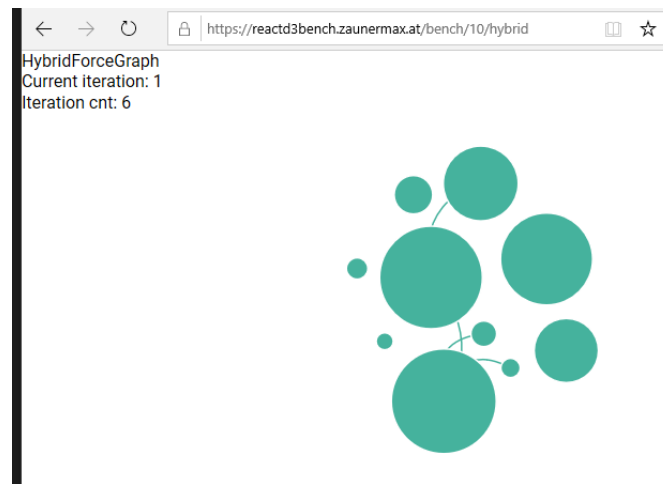 https://reactd3bench.zaunermax.at/bench/10/hybrid
HybridForceGraph
Current iteration: 1
Iteration cnt: 6